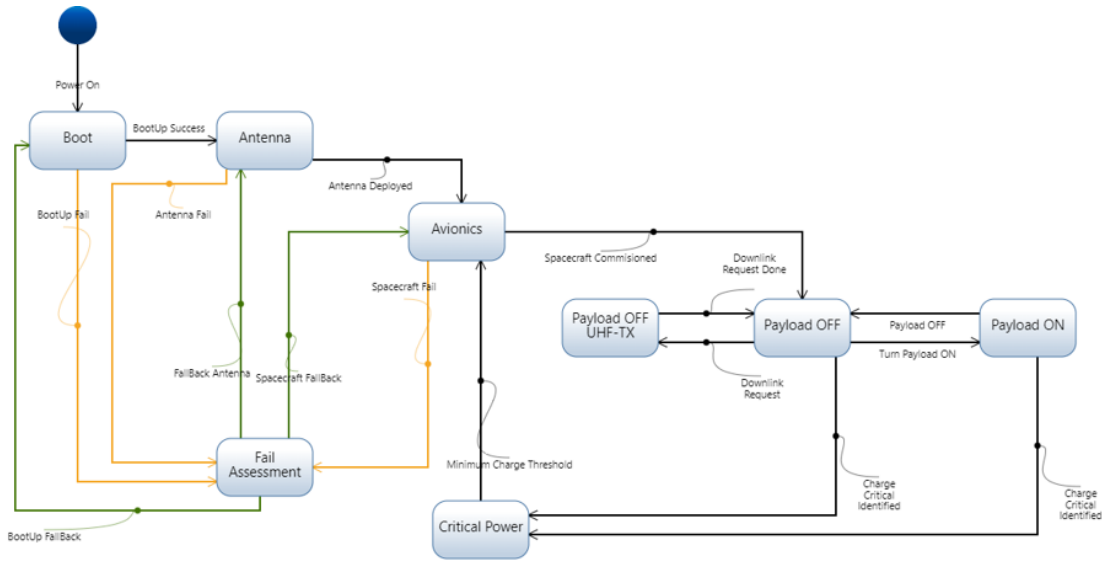 Power On
Boot
BootUp Success
Antenna
Antenna Deployed
BootUp Fail
Antenna Fail
Avionics
Spacecraft Commisioned
Downlink
Request Done
Spacecraft Fail
Payload OFF
UHF-TX
Payload OFF
Payload OFF
Payload ON
Turn Payload ON
FallBack Antenna
Spacecraft FallBack
Downlink
Request
Fail
Assessment
Minimum Charge Threshold
Charge
Critical
Identified
Charge
Critical
Identified
Critical Power
BootUp FallBack